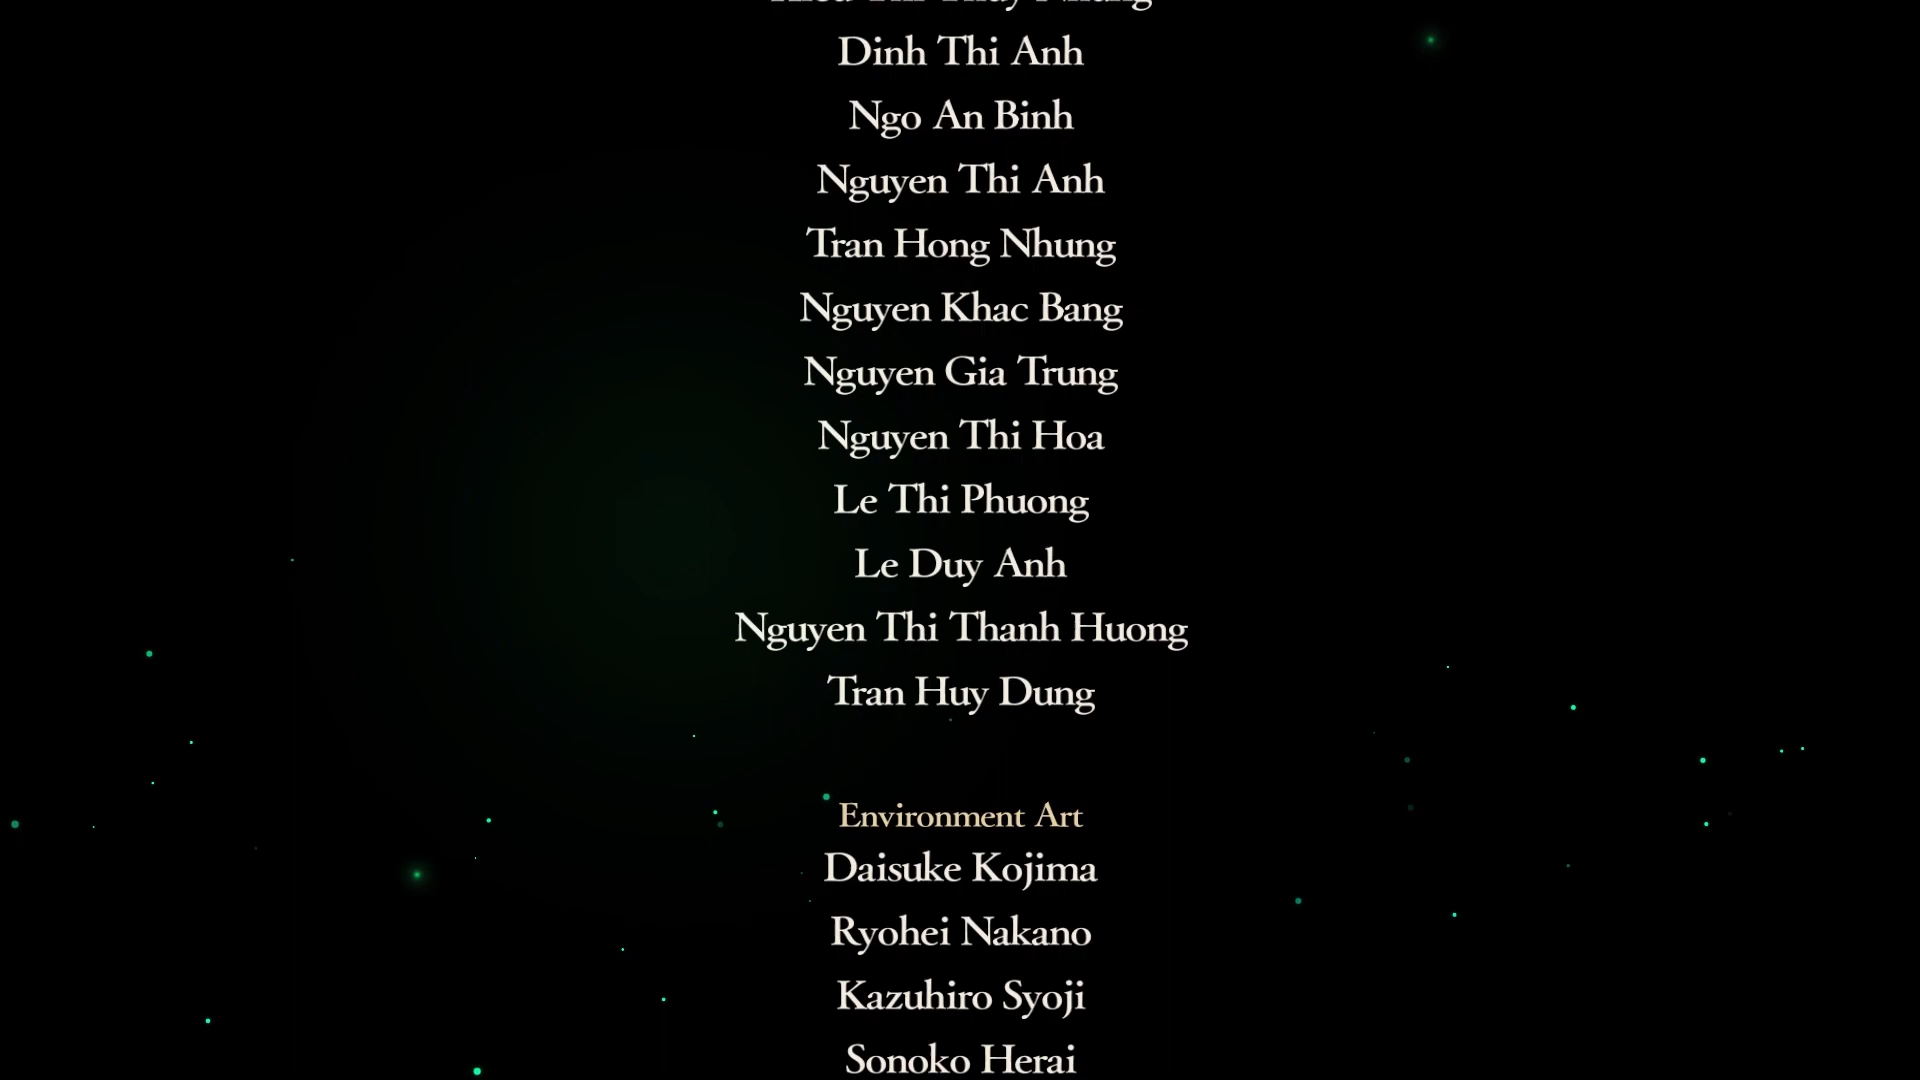 Dinh Thi Anh
Ngo An Binh
Nguyen Thi Anh
Tran Hong Nhung
Nguyen Khac Bang
Nguyen Gia Trung
Nguyen Thi Hoa
Le Thi Phuong
Le Duy Anh
Nguyen Thi Thanh Huong
Tran Huy Dung
Environment Art
Daisuke Kojima
Ryohei Nakano
Kazuhiro Syoji
Sonoko Herai